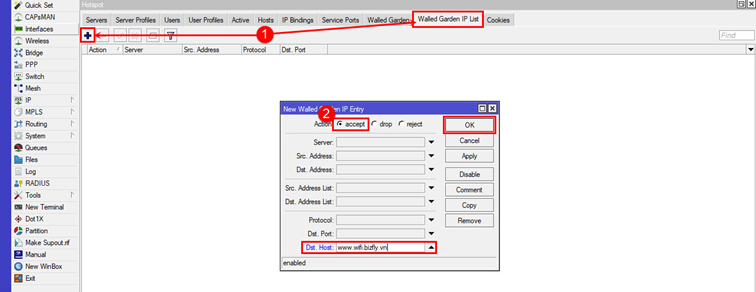 Quick Set
CAPsMAN
Interfaces
Wireless
Bridge
PPP
Switch
Mesh
IP
MPLS
Routing
System
Queues
Files
Log
RADIUS
Tools
New Terminal
Dot1X
Partition
Make Supout.rif
Manual
New WinBox
Exit
Hotspot
Servers Server Profiles Users User Profiles Active Hosts IP Bindings Service Ports Walled Garden Walled Garden IP List Cookies
1
Find
Action Server Src. Address Protocol Dst. Port
New Walled Garden IP Entry
2
Action: accept drop reject
Server:
Src. Address:
Dst. Address:
Src. Address List:
Dst. Address List:
Protocol:
Dst. Port:
Dst. Host: www.wifi.bizfly.vn
enabled
OK
Cancel
Apply
Disable
Comment
Copy
Remove